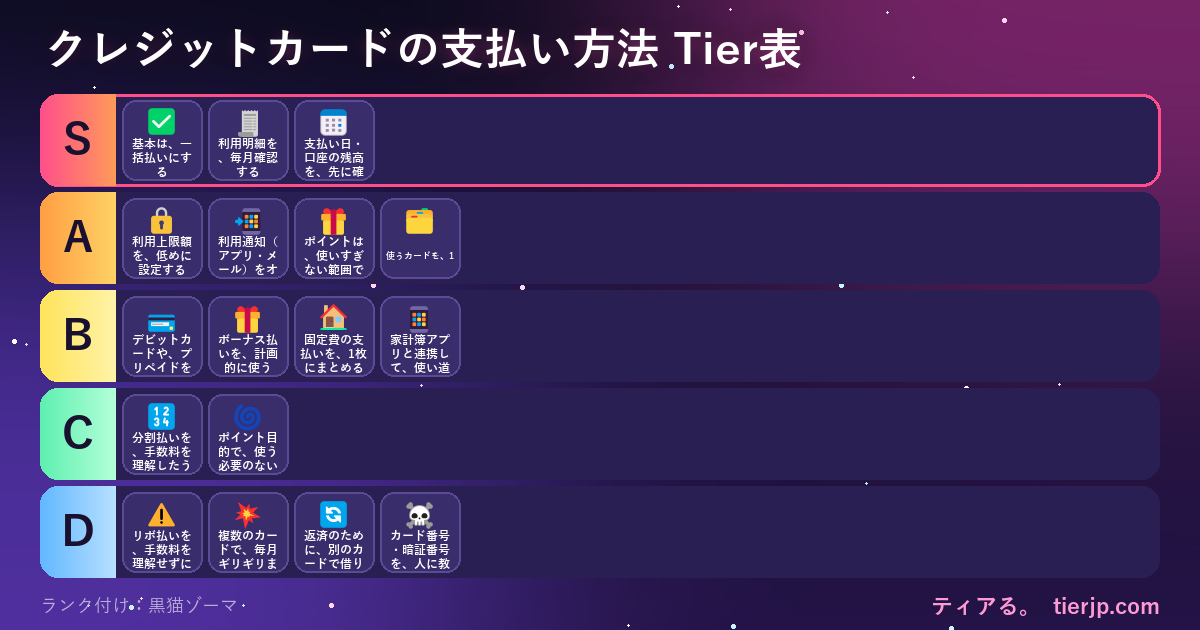 クレジットカードの支払い方法 Tier表
S
基本は、一
括払いにす
る
利用明細を
、毎月確認
する
支払い日・
口座の残高
を、先に確
A
利用上限額
を、低めに
設定する
利用通知（
アプリ・メ
ール）をオ
ポイントは
、使いすぎ
ない範囲で
使うカードモ、1
B
デビットカ
ードや、プ
リペイドを
ボーナス払
いを、計画
的に使う
固定費の支
払いを、1枚
にまとめる
家計簿アプ
リと連携し
て、使い道
C
1 2
3 4
分割払いを
、手数料を
理解したう
ポイント目
的で、使う
必要のない
D
リボ払いを
、手数料を
理解せずに
複数のカー
ドで、毎月
ギリギリま
返済のため
に、別のカ
ードで借り
カード番号
・暗証番号
を、人に教
ランク付け：黒猫ゾーマ
ティアる。 tierjp.com